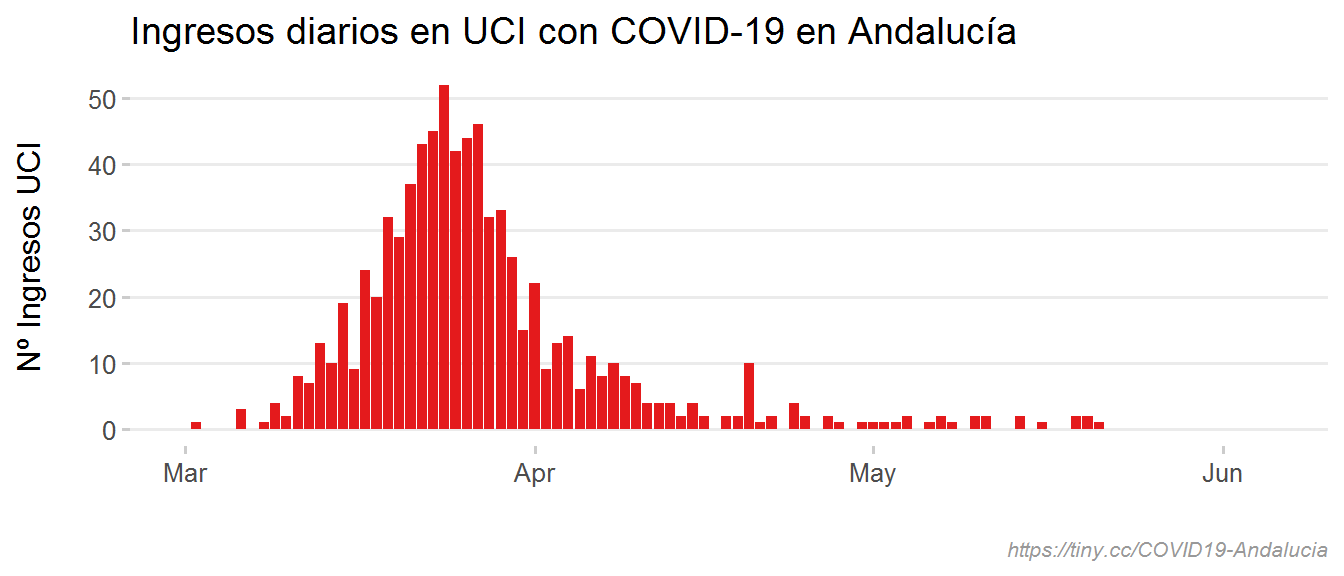 Ingresos diarios en UCI con COVID-19 en Andalucía
Nº Ingresos UCI
50
40
30
20
10
0
Mar Apr May Jun
https://tiny.cc/COVID19-Andalucia